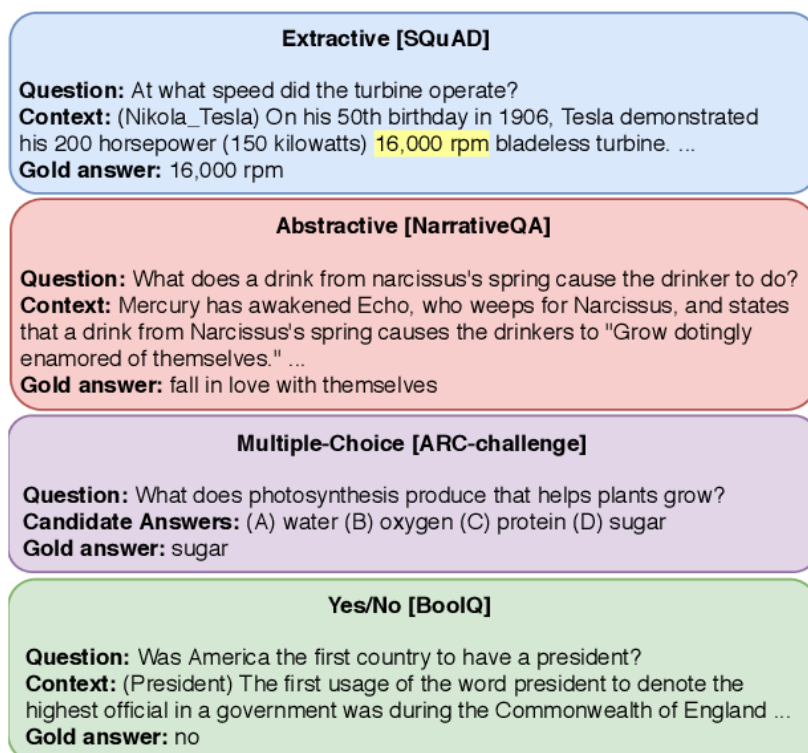 Extractive [SQuAD]
Question: At what speed did the turbine operate?
Context: (Nikola_Tesla) On his 50th birthday in 1906, Tesla demonstrated
his 200 horsepower (150 kilowatts) 16,000 rpm bladeless turbine. ...
Gold answer: 16,000 rpm
Abstractive [NarrativeQA]
Question: What does a drink from narcissus's spring cause the drinker to do?
Context: Mercury has awakened Echo, who weeps for Narcissus, and states
that a drink from Narcissus's spring causes the drinkers to "Grow dotingly
enamored of themselves." ...
Gold answer: fall in love with themselves
Multiple-Choice [ARC-challenge]
Question: What does photosynthesis produce that helps plants grow?
Candidate Answers: (A) water (B) oxygen (C) protein (D) sugar
Gold answer: sugar
Yes/No [BoolQ]
Question: Was America the first country to have a president?
Context: (President) The first usage of the word president to denote the
highest official in a government was during the Commonwealth of England ...
Gold answer: no